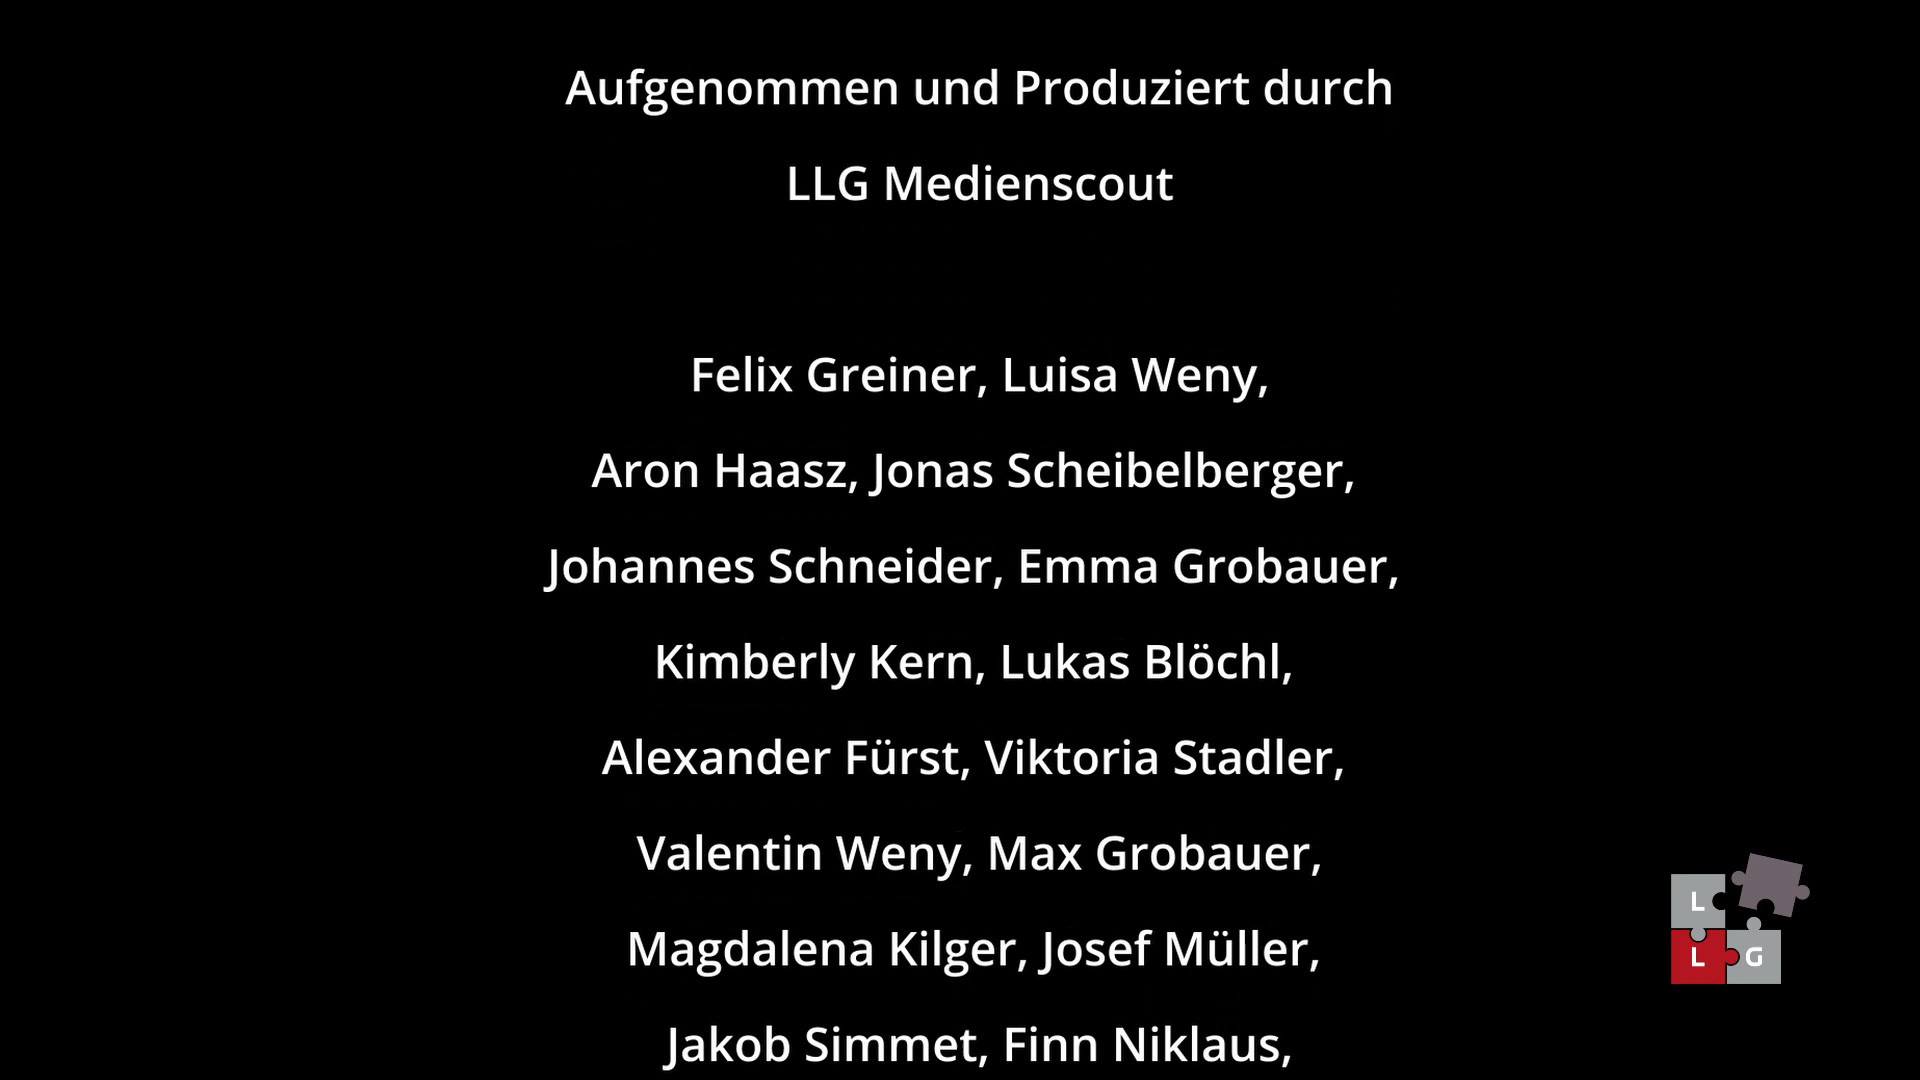 Aufgenommen und Produziert durch
LLG Medienscout
Felix Greiner, Luisa Weny,
Aron Haasz, Jonas Scheibelberger,
Johannes Schneider, Emma Grobauer,
Kimberly Kern, Lukas Blöchl,
Alexander Fürst, Viktoria Stadler,
Valentin Weny, Max Grobauer,
Magdalena Kilger, Josef Müller,
Jakob Simmet, Finn Niklaus,
L
L G